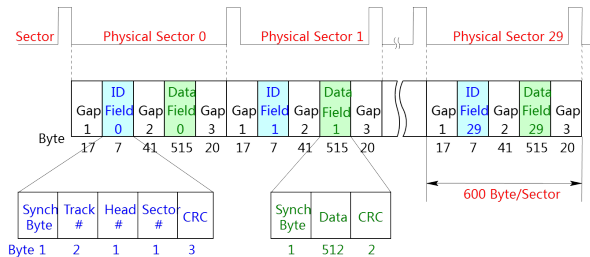 Sector Physical Sector 0 Physical Sector 1 Physical Sector 29
ID Data ID Data ID Data
Gap Field Gap Field Gap Gap Field Gap Field Gap Gap Field Gap Field Gap
1 0 2 0 3 1 1 2 1 3 1 29 2 29 3
Byte 17 7 41 515 20 17 7 41 515 20 17 7 41 515 20
600 Byte/Sector
Synch Track Head Sector CRC
Byte # # #
Byte 1 2 1 1 3
Synch Data CRC
Byte
1 512 2